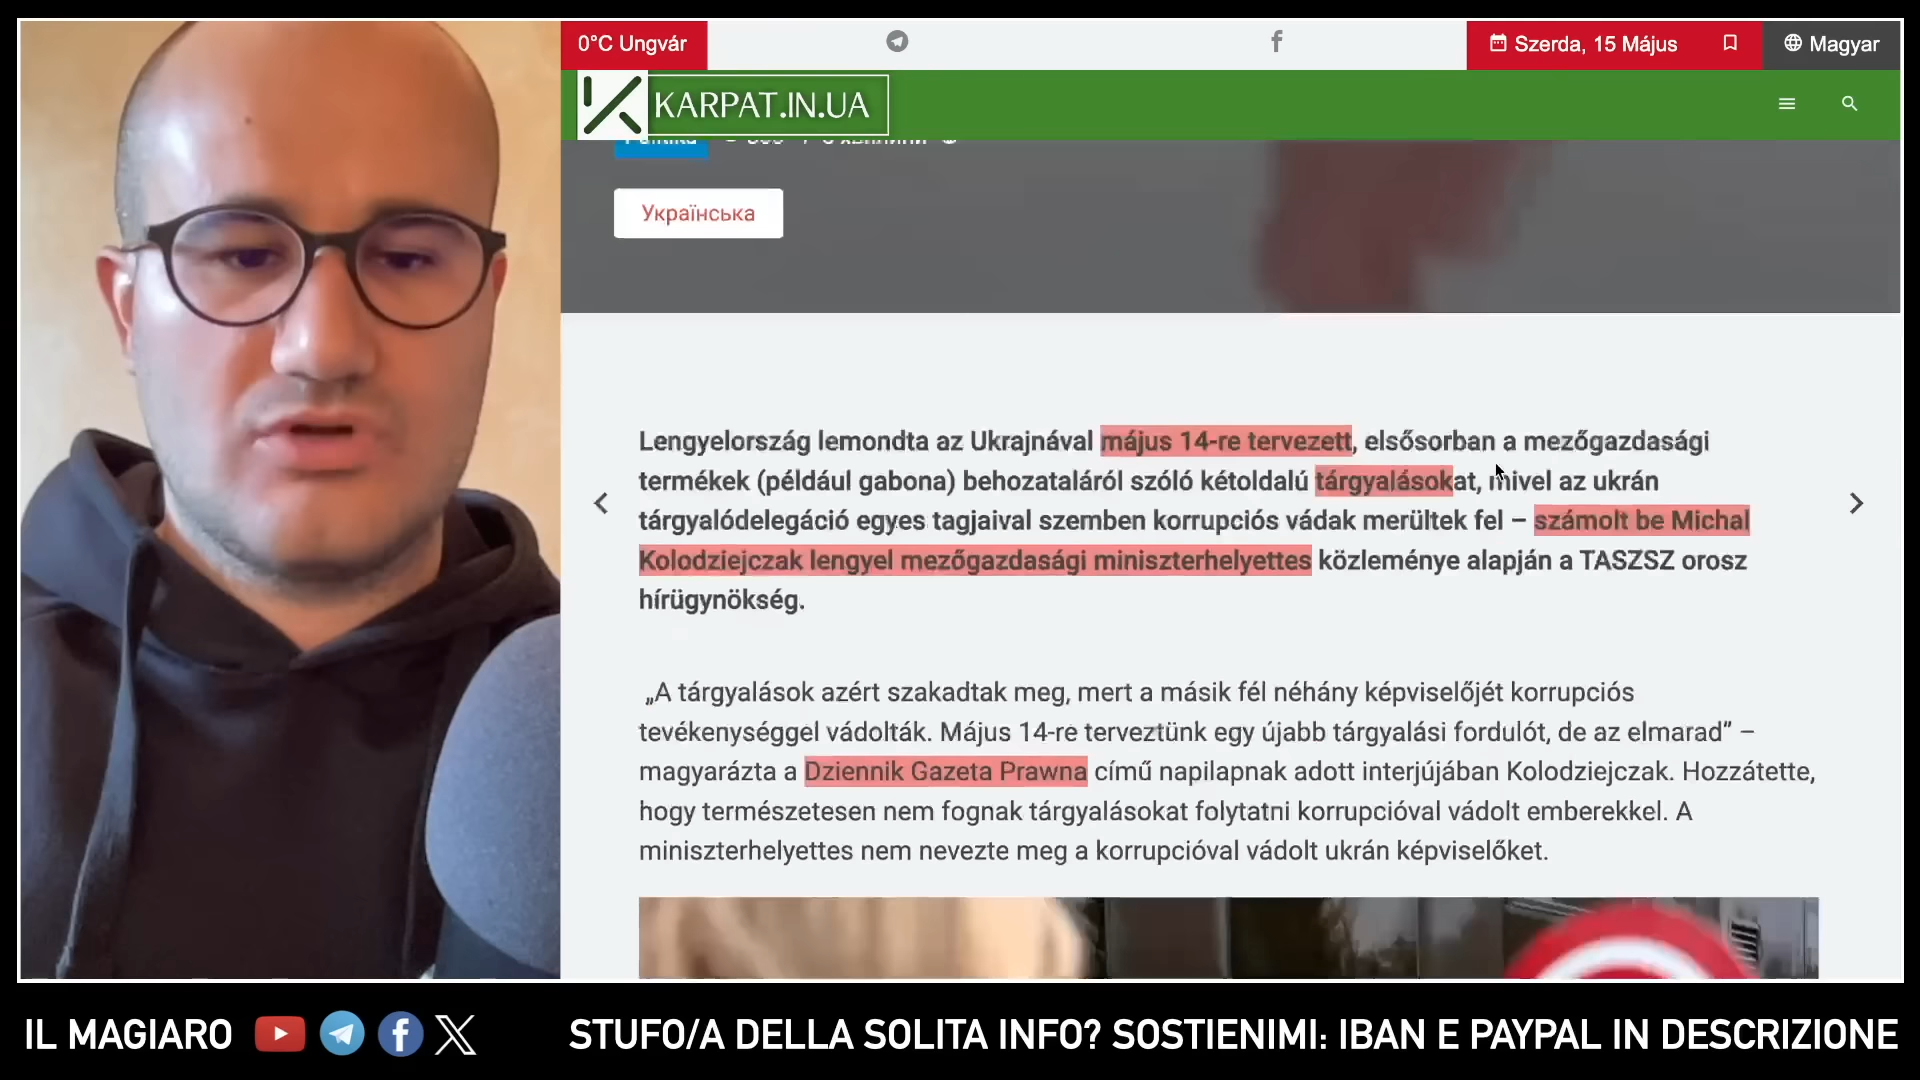 0°C Ungvár
Szerda, 15 Május
Magyar
KARPAT.IN.UA
Українська
Lengyelország lemondta az Ukrajnával május 14-re tervezett, elsősorban a mezőgazdasági
termékek (például gabona) behozataláról szóló kétoldalú tárgyalásokat, mivel az ukrán
tárgyalódelegáció egyes tagjaival szemben korrupciós vádak merültek fel – számolt be Michal
Kolodziejczak lengyel mezőgazdasági miniszterhelyettes közleménye alapján a TASZSZ orosz
hírügynökség.
„A tárgyalások azért szakadtak meg, mert a másik fél néhány képviselőjét korrupciós
tevékenységgel vádolták. Május 14-re terveztünk egy újabb tárgyalási fordulót, de az elmarad” –
magyarázta a Dziennik Gazeta Prawna című napilapnak adott interjújában Kolodziejczak. Hozzátette,
hogy természetesen nem fognak tárgyalásokat folytatni korrupcióval vádolt emberekkel. A
miniszterhelyettes nem nevezte meg a korrupcióval vádolt ukrán képviselőket.
IL MAGIARO
STUFO/A DELLA SOLITA INFO? SOSTIENIMI: IBAN E PAYPAL IN DESCRIZIONE